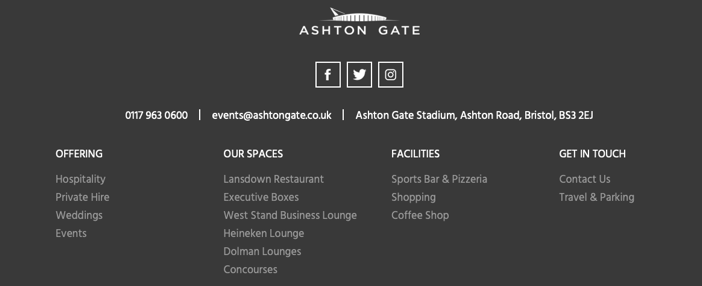 ASHTON GATE
0117 963 0600 | events@ashtongate.co.uk | Ashton Gate Stadium, Ashton Road, Bristol, BS3 2EJ
OFFERING
Hospitality
Private Hire
Weddings
Events
OUR SPACES
Lansdown Restaurant
Executive Boxes
West Stand Business Lounge
Heineken Lounge
Dolman Lounges
Concourses
FACILITIES
Sports Bar & Pizzeria
Shopping
Coffee Shop
GET IN TOUCH
Contact Us
Travel & Parking